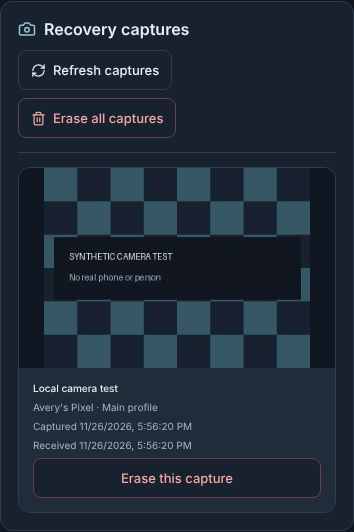 Recovery captures
Refresh captures
Erase all captures
SYNTHETIC CAMERA TEST
No real phone or person
Local camera test
Avery's Pixel · Main profile
Captured 11/26/2026, 5:56:20 PM
Received 11/26/2026, 5:56:20 PM
Erase this capture